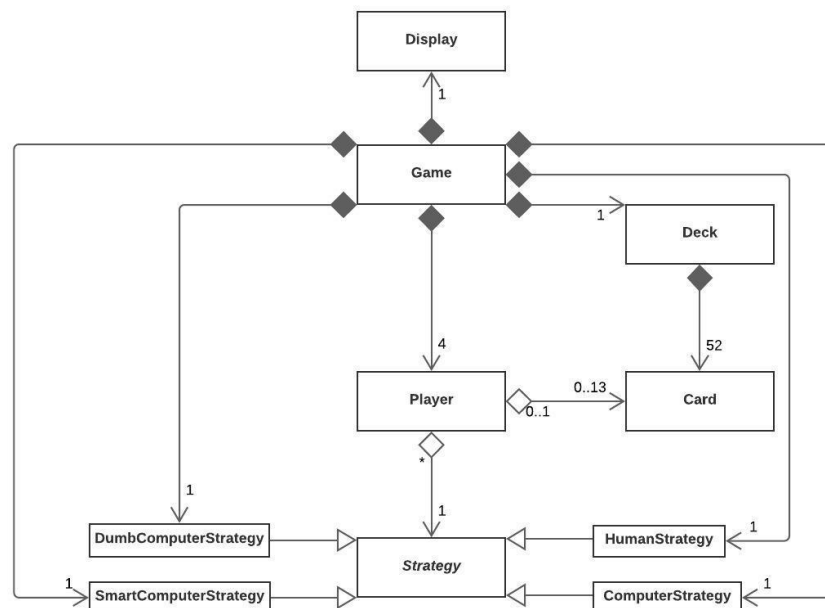 Display
1
Game
1
Deck
4
52
Player
0..13
0..1
Card
*
1
1
1
DumbComputerStrategy
Strategy
HumanStrategy
1
SmartComputerStrategy
ComputerStrategy
1